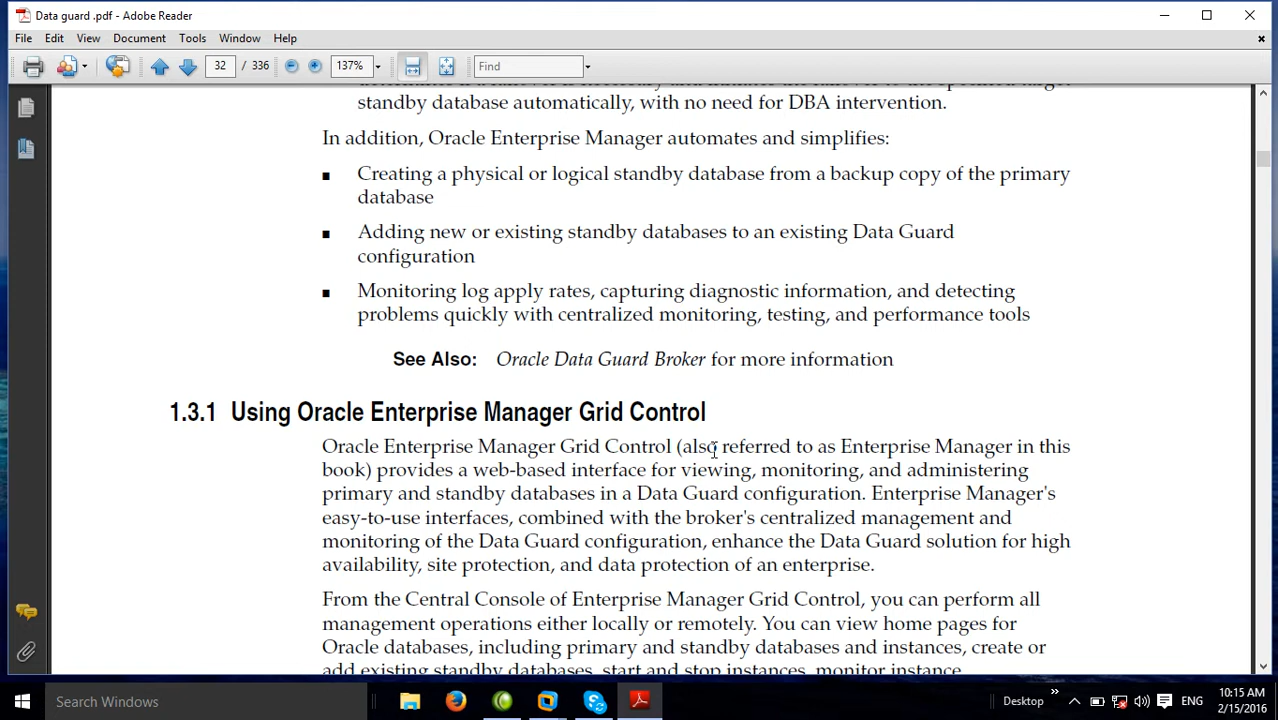 Data guard .pdf - Adobe Reader
File Edit View Document Tools Window Help
32 / 336 137% Find
standby database automatically, with no need for DBA intervention.
In addition, Oracle Enterprise Manager automates and simplifies:
■ Creating a physical or logical standby database from a backup copy of the primary
database
■ Adding new or existing standby databases to an existing Data Guard
configuration
■ Monitoring log apply rates, capturing diagnostic information, and detecting
problems quickly with centralized monitoring, testing, and performance tools
See Also: Oracle Data Guard Broker for more information
1.3.1 Using Oracle Enterprise Manager Grid Control
Oracle Enterprise Manager Grid Control (also referred to as Enterprise Manager in this
book) provides a web-based interface for viewing, monitoring, and administering
primary and standby databases in a Data Guard configuration. Enterprise Manager's
easy-to-use interfaces, combined with the broker's centralized management and
monitoring of the Data Guard configuration, enhance the Data Guard solution for high
availability, site protection, and data protection of an enterprise.
From the Central Console of Enterprise Manager Grid Control, you can perform all
management operations either locally or remotely. You can view home pages for
Oracle databases, including primary and standby databases and instances, create or
add existing standby databases, start and stop instances, monitor instance
Search Windows
Desktop » ENG
10:15 AM
2/15/2016